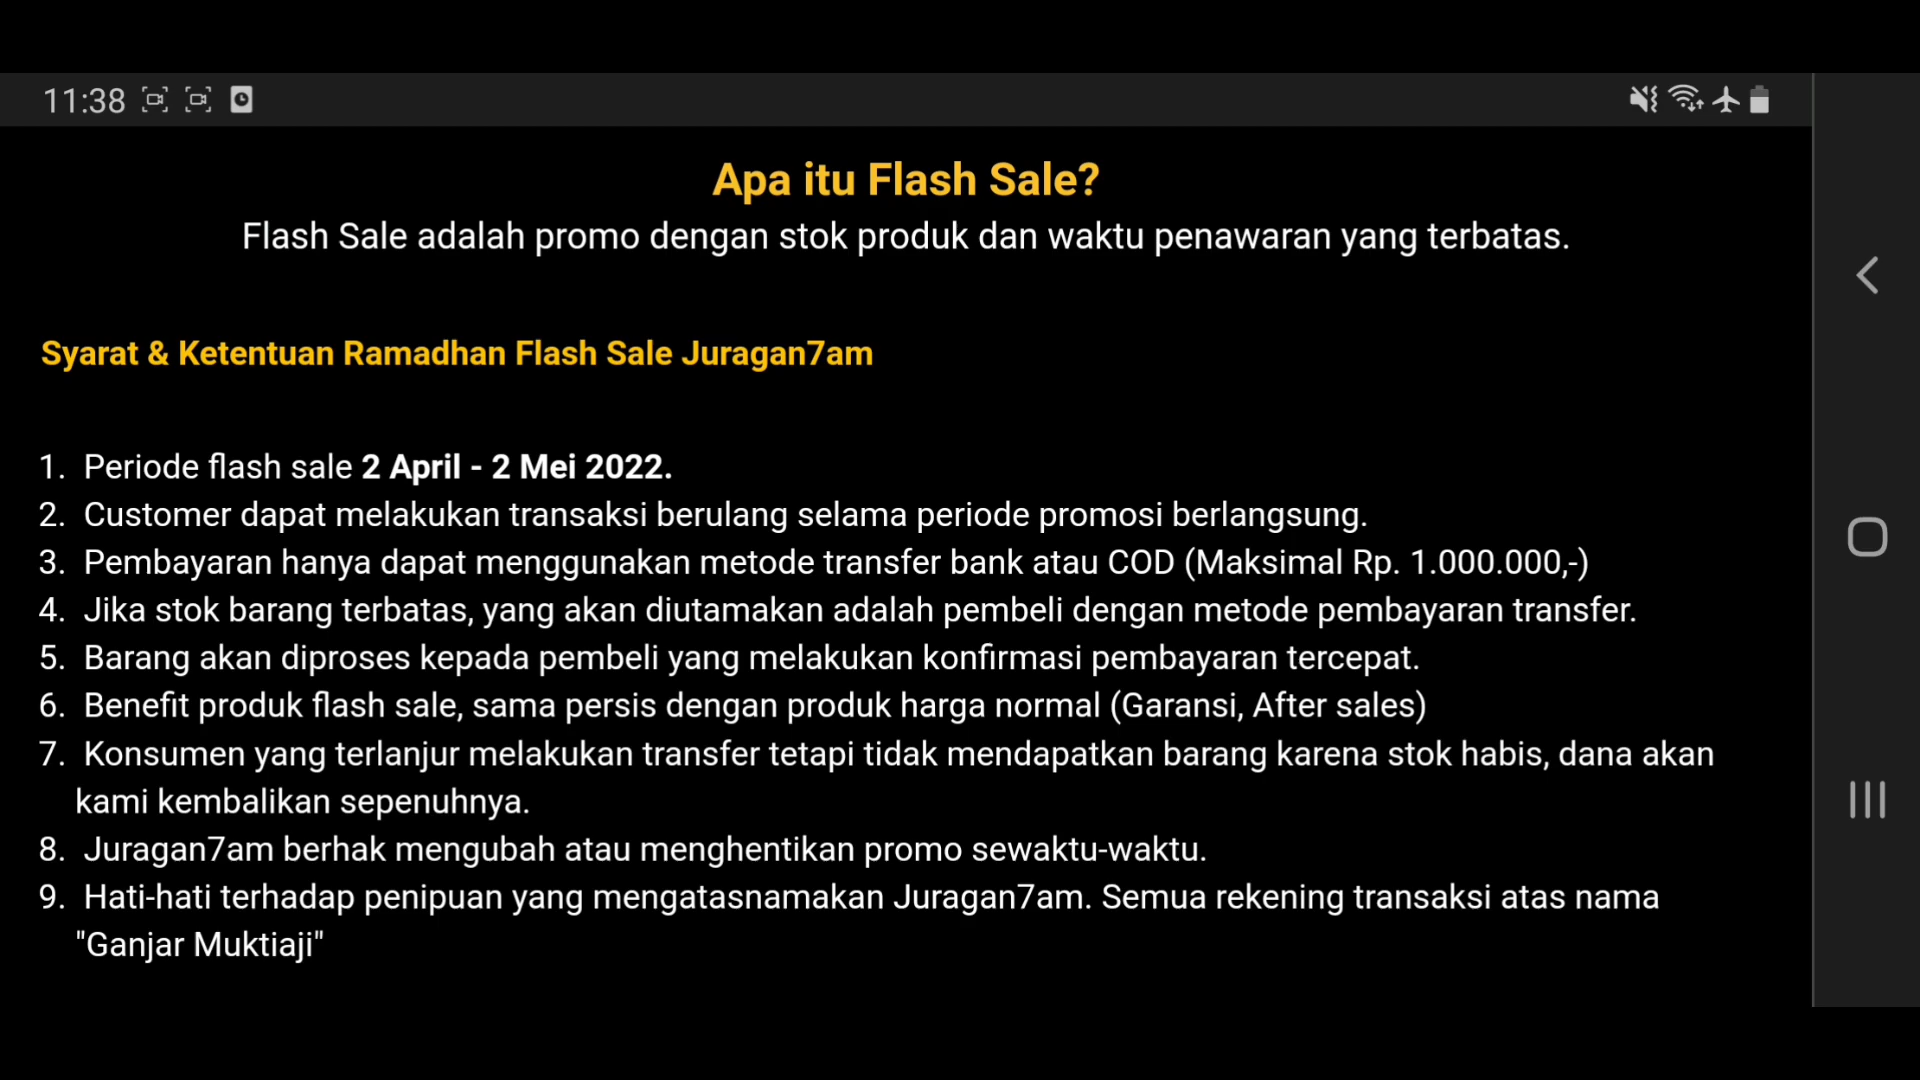 11:38
Apa itu Flash Sale?
Flash Sale adalah promo dengan stok produk dan waktu penawaran yang terbatas.
Syarat & Ketentuan Ramadhan Flash Sale Juragan7am
1. Periode flash sale 2 April - 2 Mei 2022.
2. Customer dapat melakukan transaksi berulang selama periode promosi berlangsung.
3. Pembayaran hanya dapat menggunakan metode transfer bank atau COD (Maksimal Rp. 1.000.000,-)
4. Jika stok barang terbatas, yang akan diutamakan adalah pembeli dengan metode pembayaran transfer.
5. Barang akan diproses kepada pembeli yang melakukan konfirmasi pembayaran tercepat.
6. Benefit produk flash sale, sama persis dengan produk harga normal (Garansi, After sales)
7. Konsumen yang terlanjur melakukan transfer tetapi tidak mendapatkan barang karena stok habis, dana akan
kami kembalikan sepenuhnya.
8. Juragan7am berhak mengubah atau menghentikan promo sewaktu-waktu.
9. Hati-hati terhadap penipuan yang mengatasnamakan Juragan7am. Semua rekening transaksi atas nama
"Ganjar Muktiaji"